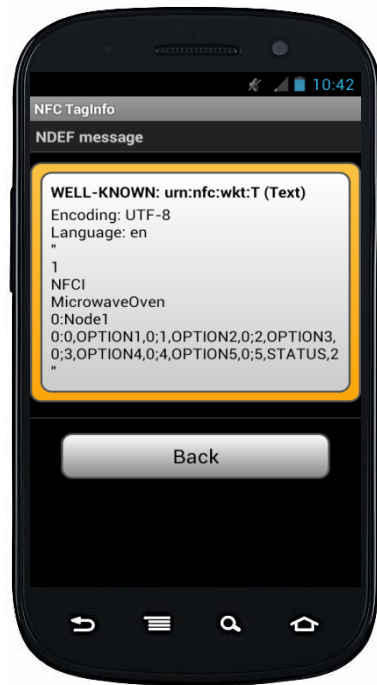 10:42
NFC TagInfo
NDEF message
WELL-KNOWN: urn:nfc:wkt:T (Text)
Encoding: UTF-8
Language: en
"
1
NFCI
MicrowaveOven
0:Node1
0:0,OPTION1,0;1,OPTION2,0;2,OPTION3,
0;3,OPTION4,0;4,OPTION5,0;5,STATUS,2
"
Back